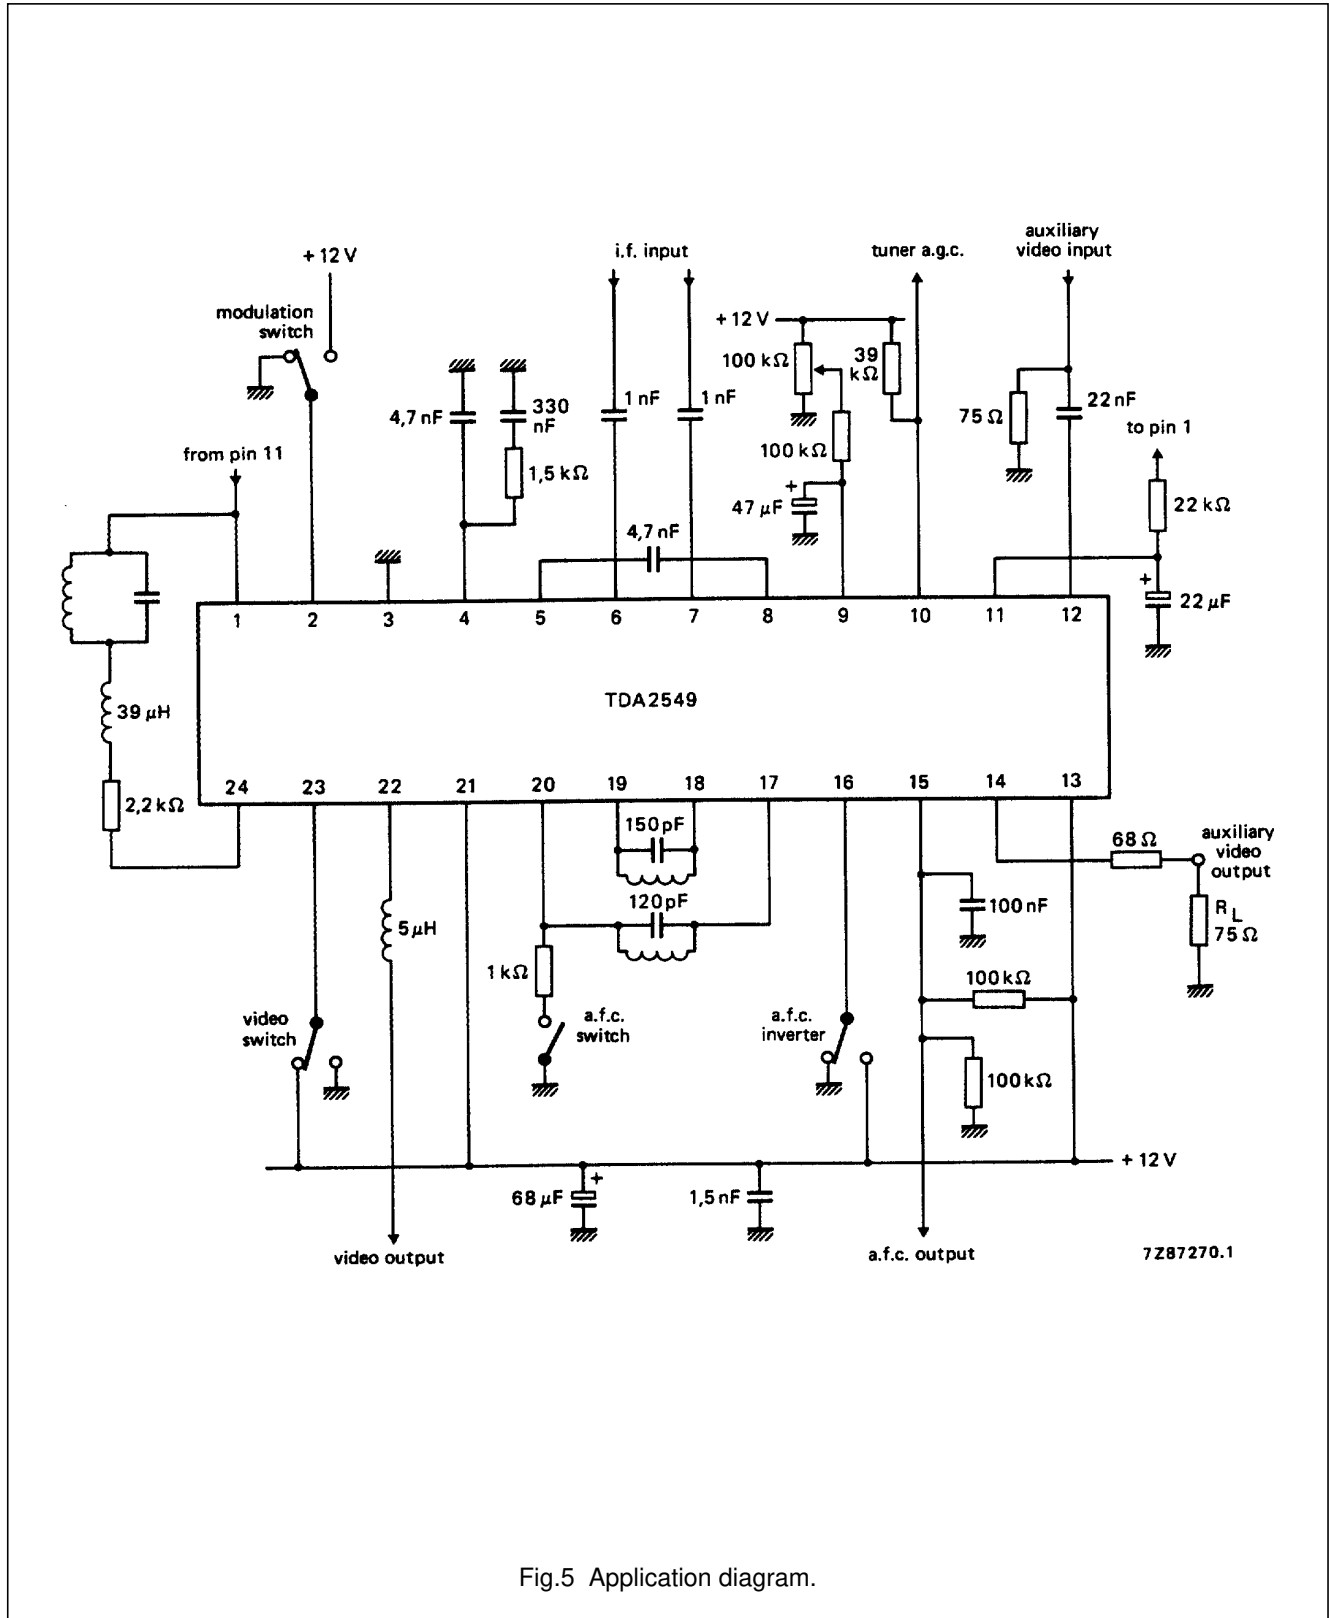 + 12 V
i.f. input
tuner a.g.c.
auxiliary
video input
modulation
switch
+ 12 V
100 kΩ
39
kΩ
4,7 nF
330
nF
1 nF
1 nF
75 Ω
22 nF
to pin 1
from pin 11
1,5 kΩ
100 kΩ
+
47 µF
22 kΩ
4,7 nF
+
22 µF
1 2 3 4 5 6 7 8 9 10 11 12
TDA2549
39 µH
2,2 kΩ
24 23 22 21 20 19 18 17 16 15 14 13
150 pF
68 Ω
auxiliary
video
output
120 pF
100 nF
R L
75 Ω
5 µH
1 kΩ
100 kΩ
video
switch
a.f.c.
switch
a.f.c.
inverter
100 kΩ
+ 12 V
68 µF
+
1,5 nF
video output
a.f.c. output
7Z87270.1
Fig.5 Application diagram.